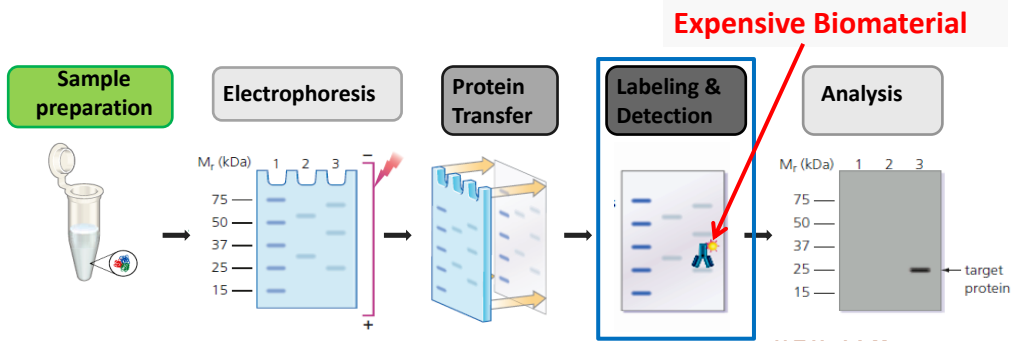 Expensive Biomaterial
Sample
preparation
Electrophoresis
Protein
Transfer
Labeling &
Detection
Analysis
Mr (kDa) 1 2 3
–
75
50
37
25
15
+
Mr (kDa) 1 2 3
75
50
37
25
15
target
protein